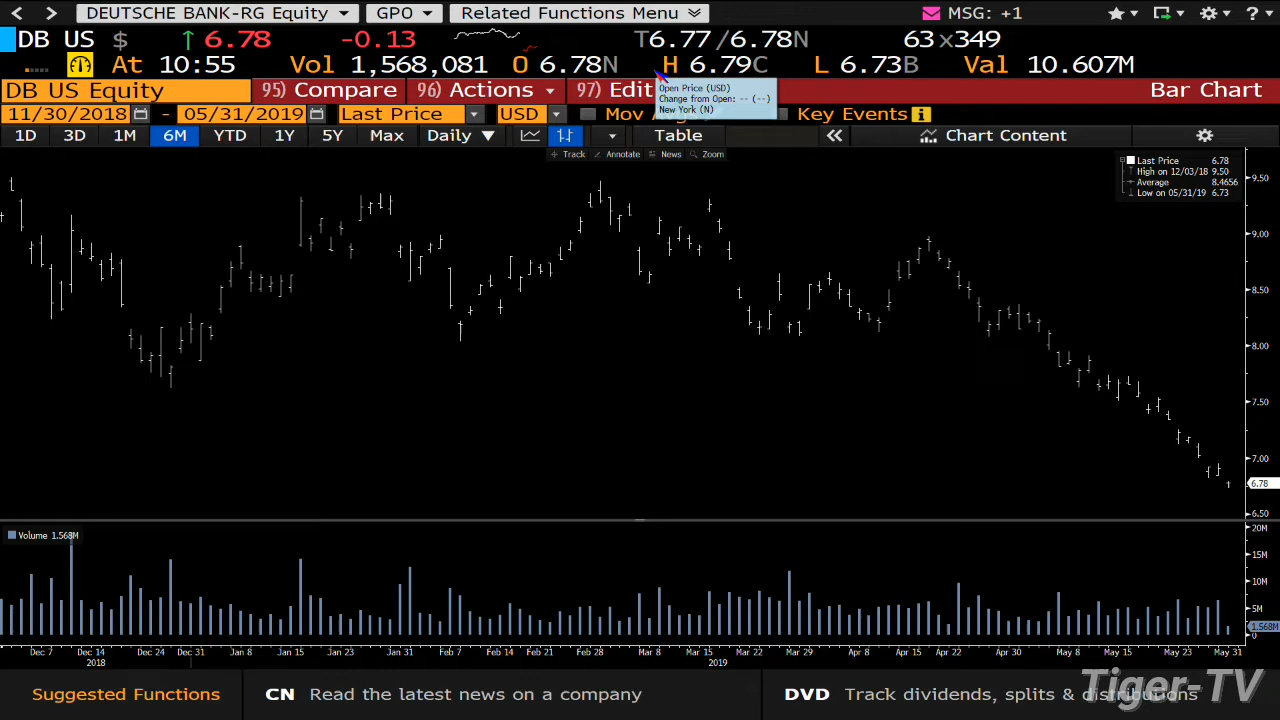 DEUTSCHE BANK-RG Equity GPO Related Functions Menu MSG: +1 ?
DB US $ ↑ 6.78 -0.13 T6.77/6.78N 63x349
At 10:55 Vol 1,568,081 O 6.78N H 6.79C L 6.73B Val 10.607M
DB US Equity 95) Compare 96) Actions 97) Edit Bar Chart
Open Price (USD)
Change from Open: -- (--)
New York (N)
11/30/2018 - 05/31/2019 Last Price USD Mov Key Events i
1D 3D 1M 6M YTD 1Y 5Y Max Daily ▼ Table « Chart Content
Track Annotate News Zoom
Last Price 6.78
High on 12/03/18 9.50
Average 8.4656
Low on 05/31/19 6.73
9.50
9.00
8.50
8.00
7.50
7.00
6.78
6.50
Volume 1.568M
20M
15M
10M
5M
1.568M
0
Dec 7 Dec 14 Dec 24 Dec 31 Jan 8 Jan 15 Jan 23 Jan 31 Feb 7 Feb 14 Feb 21 Feb 28 Mar 8 Mar 15 Mar 22 Mar 29 Apr 8 Apr 15 Apr 22 Apr 30 May 8 May 15 May 23 May 31
2018 2019
Suggested Functions CN Read the latest news on a company DVD Track dividends, splits & distributions
Tiger-TV